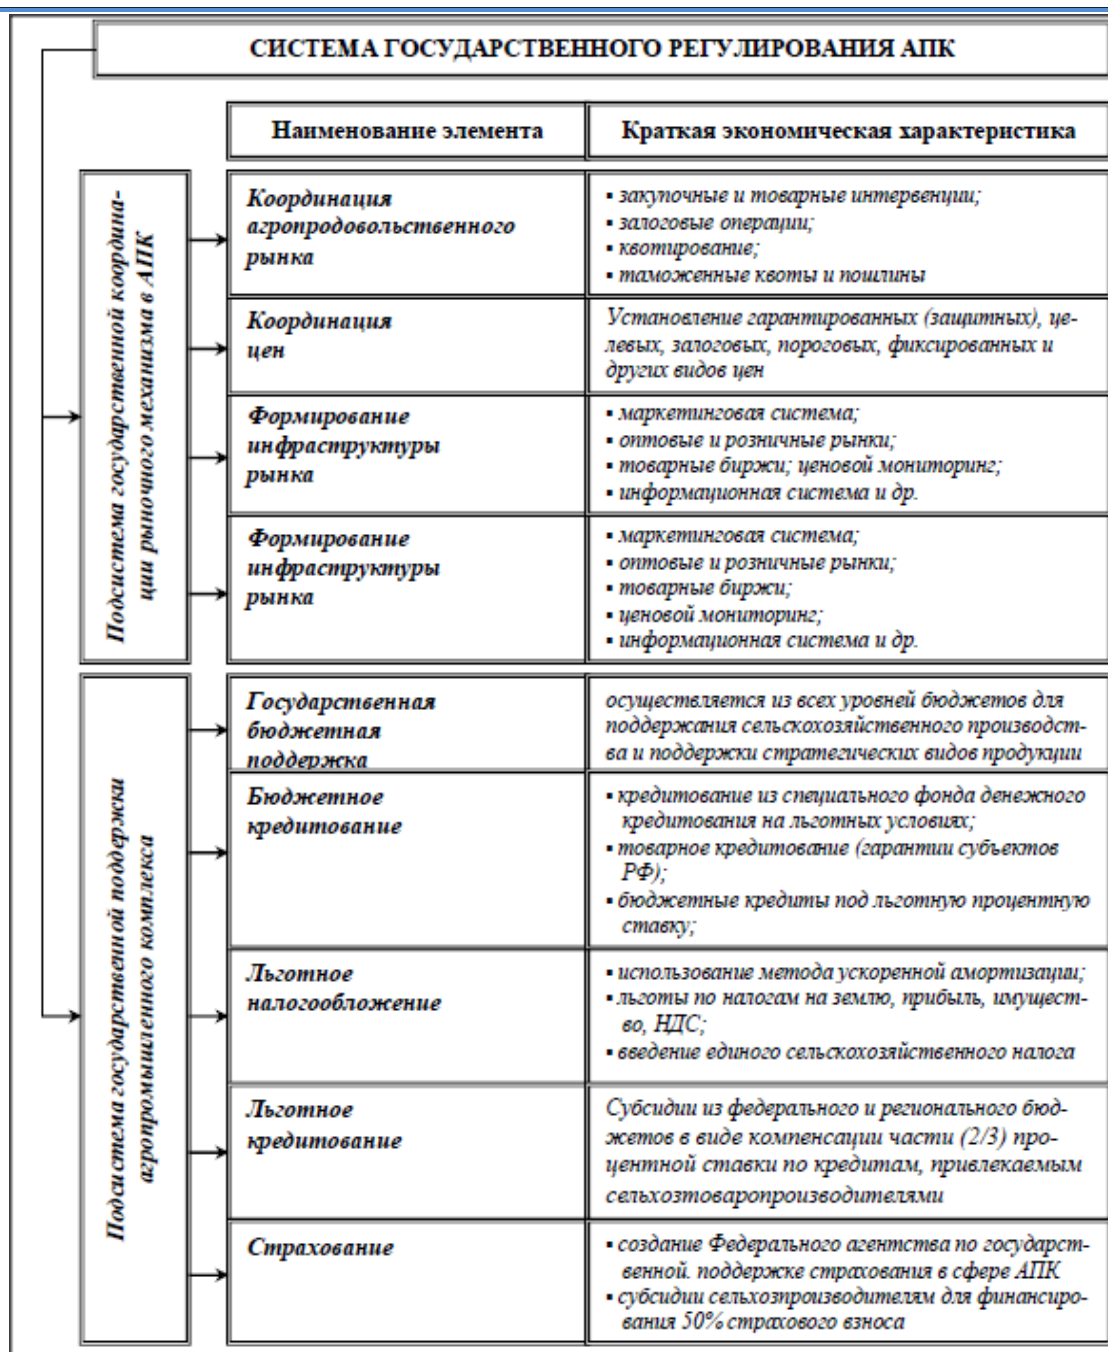 СИСТЕМА ГОСУДАРСТВЕННОГО РЕГУЛИРОВАНИЯ АПК
Наименование элемента
Краткая экономическая характеристика
Подсистема государственной координа-
ции рыночного механизма в АПК
Координация
агропродовольственного
рынка
▪ закупочные и товарные интервенции;
▪ залоговые операции;
▪ квотирование;
▪ таможенные квоты и пошлины
Координация
цен
Установление гарантированных (защитных), це-
левых, залоговых, пороговых, фиксированных и
других видов цен
Формирование
инфраструктуры
рынка
▪ маркетинговая система;
▪ оптовые и розничные рынки;
▪ товарные биржи; ценовой мониторинг;
▪ информационная система и др.
Формирование
инфраструктуры
рынка
▪ маркетинговая система;
▪ оптовые и розничные рынки;
▪ товарные биржи;
▪ ценовой мониторинг;
▪ информационная система и др.
Подсистема государственной поддержки
агропромышленного комплекса
Государственная
бюджетная
поддержка
осуществляется из всех уровней бюджетов для
поддержания сельскохозяйственного производст-
ва и поддержки стратегических видов продукции
Бюджетное
кредитование
▪ кредитование из специального фонда денежного
кредитования на льготных условиях;
▪ товарное кредитование (гарантии субъектов
РФ);
▪ бюджетные кредиты под льготную процентную
ставку;
Льготное
налогообложение
▪ использование метода ускоренной амортизации;
▪ льготы по налогам на землю, прибыль, имущест-
во, НДС;
▪ введение единого сельскохозяйственного налога
Льготное
кредитование
Субсидии из федерального и регионального бюд-
жетов в виде компенсации части (2/3) про-
центной ставки по кредитам, привлекаемым
сельхозтоваропроизводителями
Страхование
▪ создание Федерального агентства по государст-
венной. поддержке страхования в сфере АПК
▪ субсидии сельхозпроизводителям для финансиро-
вания 50% страхового взноса